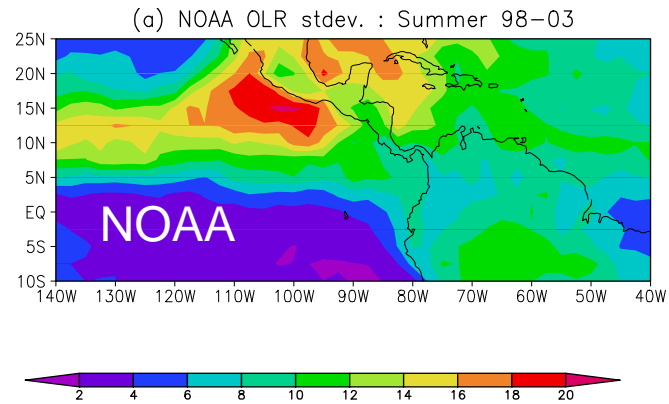 (a) NOAA OLR stdev. : Summer 98-03
25N
20N
15N
10N
5N
EQ
NOAA
5S
10S
140W 130W 120W 110W 100W 90W 80W 70W 60W 50W 40W
2 4 6 8 10 12 14 16 18 20